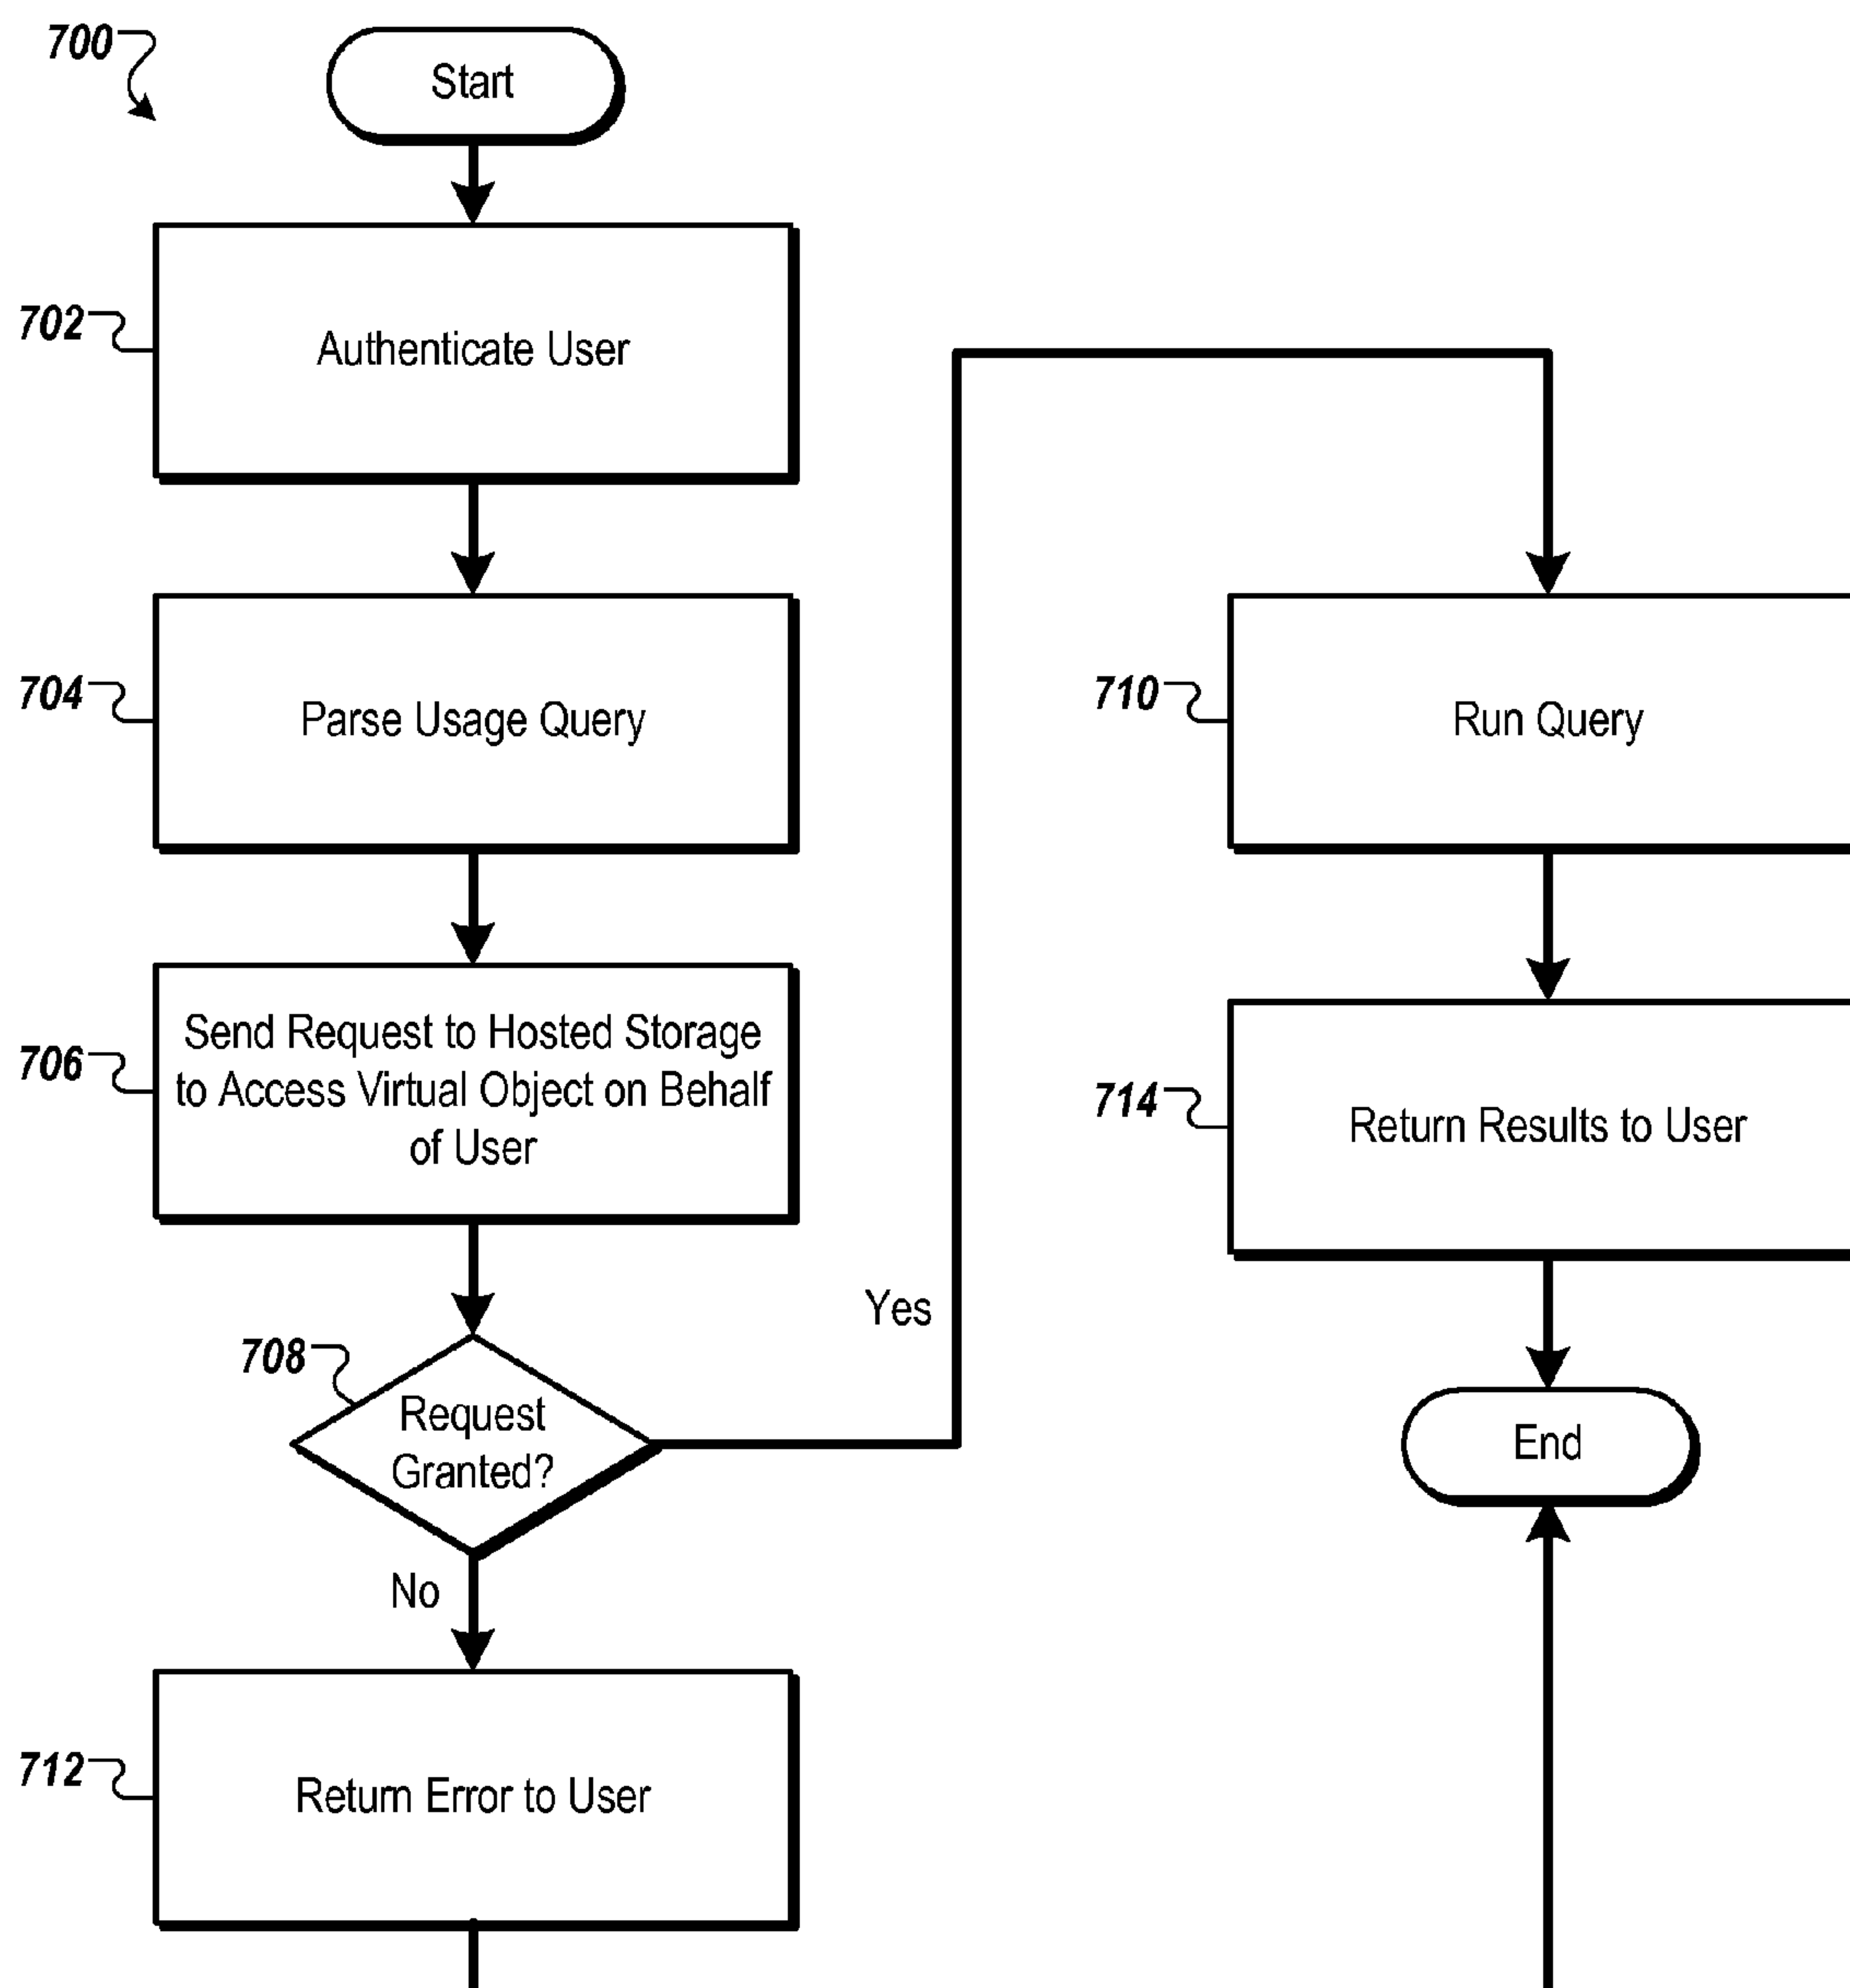 700
Start
702
Authenticate User
704
Parse Usage Query
706
Send Request to Hosted Storage
to Access Virtual Object on Behalf
of User
708
Request
Granted?
Yes
No
712
Return Error to User
710
Run Query
714
Return Results to User
End